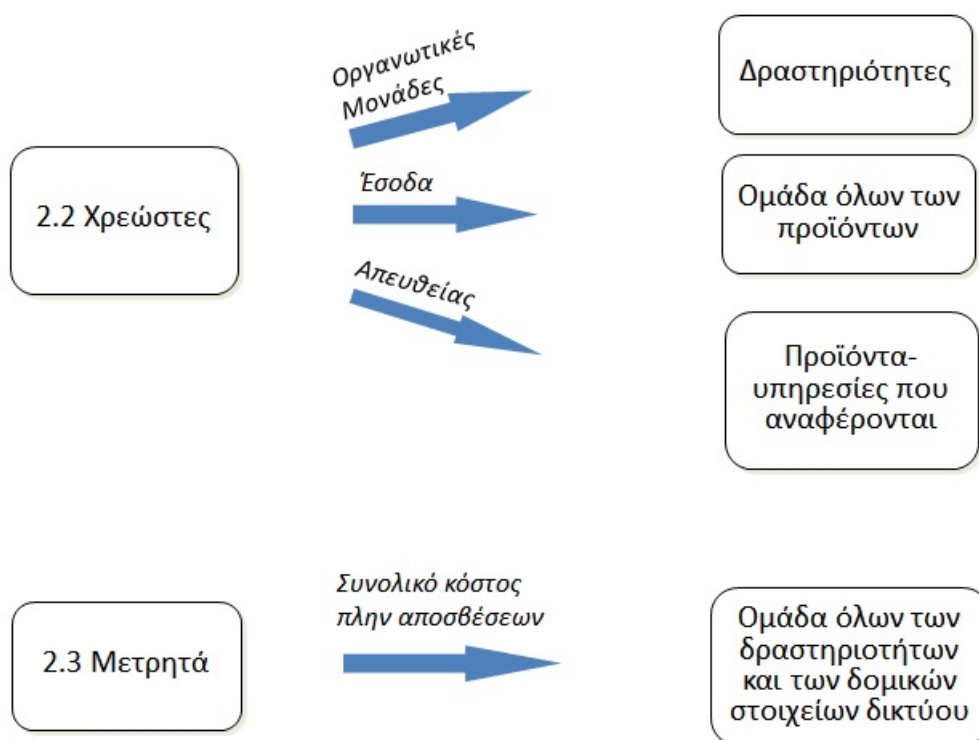 Οργανωτικές
Μονάδες
Δραστηριότητες
2.2 Χρεώστες
Έσοδα
Ομάδα όλων των
προϊόντων
Απευθείας
Προϊόντα-
υπηρεσίες που
αναφέρονται
Συνολικό κόστος
πλην αποσβέσεων
2.3 Μετρητά
Ομάδα όλων των
δραστηριοτήτων
και των δομικών
στοιχείων δικτύου